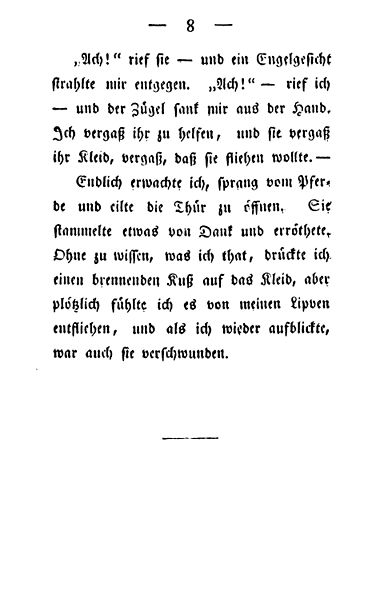 — 8 —
„Ach!“ rief sie — und ein Engelgesicht
strahlte mir entgegen. „Ach!“ — rief ich
— und der Zügel sank mir aus der Hand.
Ich vergaß ihr zu helfen, und sie vergaß
ihr Kleid, vergaß, daß sie fliehen wollte. —
Endlich erwachte ich, sprang vom Pfer-
de und eilte die Thür zu öffnen. Sie
stammelte etwas von Dank und erröthete.
Ohne zu wissen, was ich that, drückte ich
einen brennenden Kuß auf das Kleid, aber
plötzlich fühlte ich es von meinen Lippen
entfliehen, und als ich wieder aufblickte,
war auch sie verschwunden.